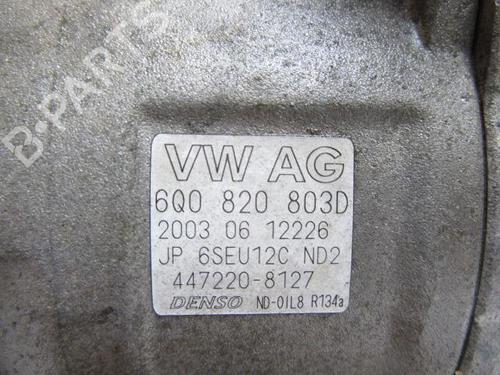 B-PARTS
VW AG
6Q0 820 803D
2003 06 12226
JP 6SEU12C ND2
447220-8127
DENSO ND-OIL8 R134a